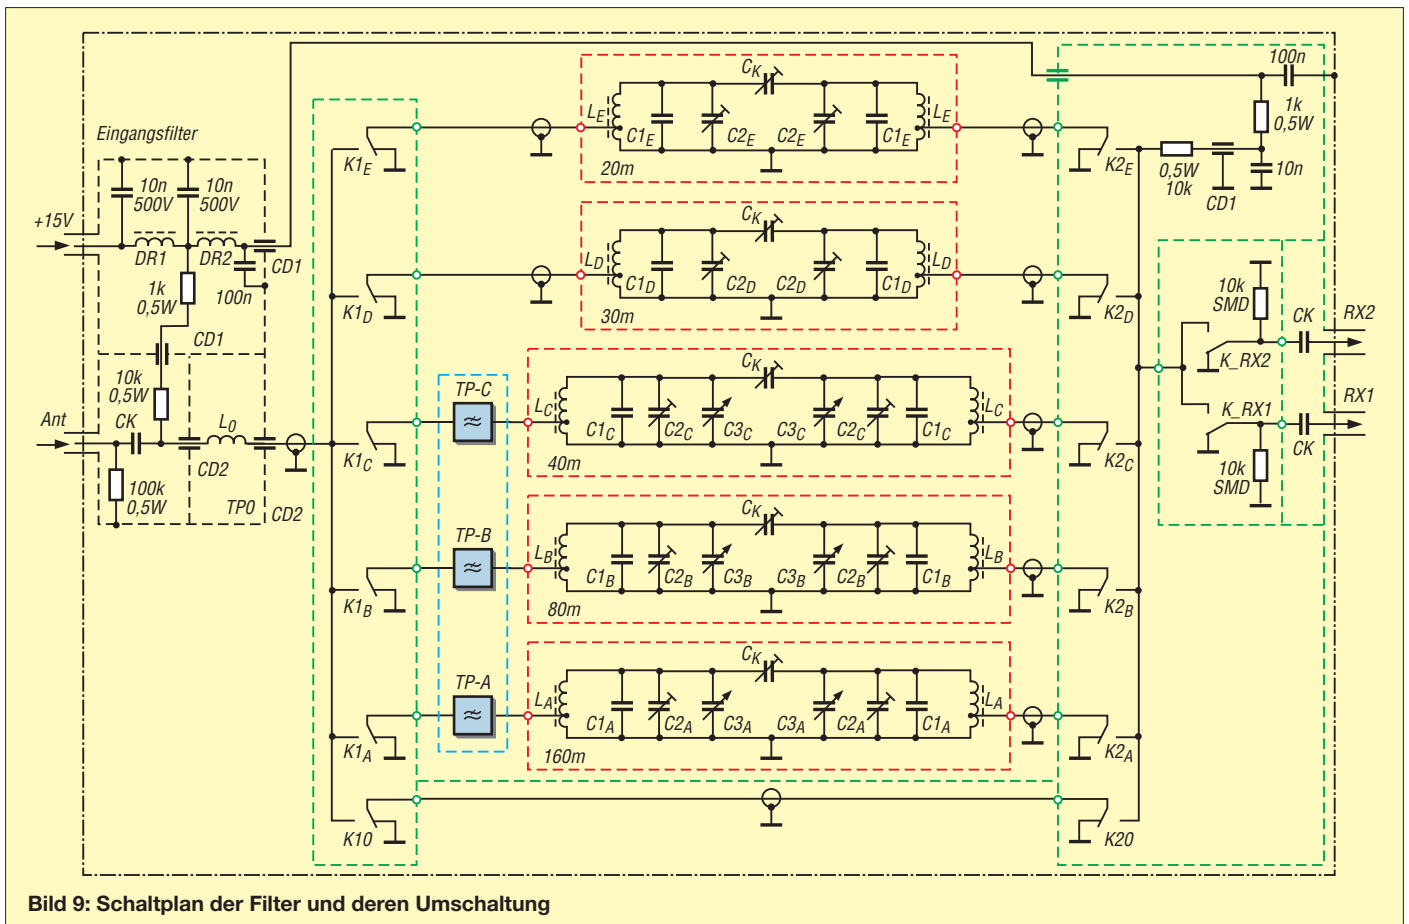 Eingangsfilter
10n
500V
10n
500V
+15V
DR1
DR2
CD1
1k
0,5W
100n
CD1
10k
0,5W
Ant
CK
L0
CD2
100k
0,5W
TP0
CD2
K1E
K1D
K1C
K1B
K1A
K10
TP-C
TP-B
TP-A
CK
LE
C1E
C2E
C2E
C1E
LE
20m
CK
LD
C1D
C2D
C2D
C1D
LD
30m
CK
LC
C1C
C2C
C3C
C3C
C2C
C1C
LC
40m
CK
LB
C1B
C2B
C3B
C3B
C2B
C1B
LB
80m
CK
LA
C1A
C2A
C3A
C3A
C2A
C1A
LA
160m
K2E
K2D
K2C
K2B
K2A
K20
100n
1k
0,5W
0,5W
10k
CD1
10n
10k
SMD
CK
RX2
K_RX2
K_RX1
RX1
CK
10k
SMD
Bild 9: Schaltplan der Filter und deren Umschaltung